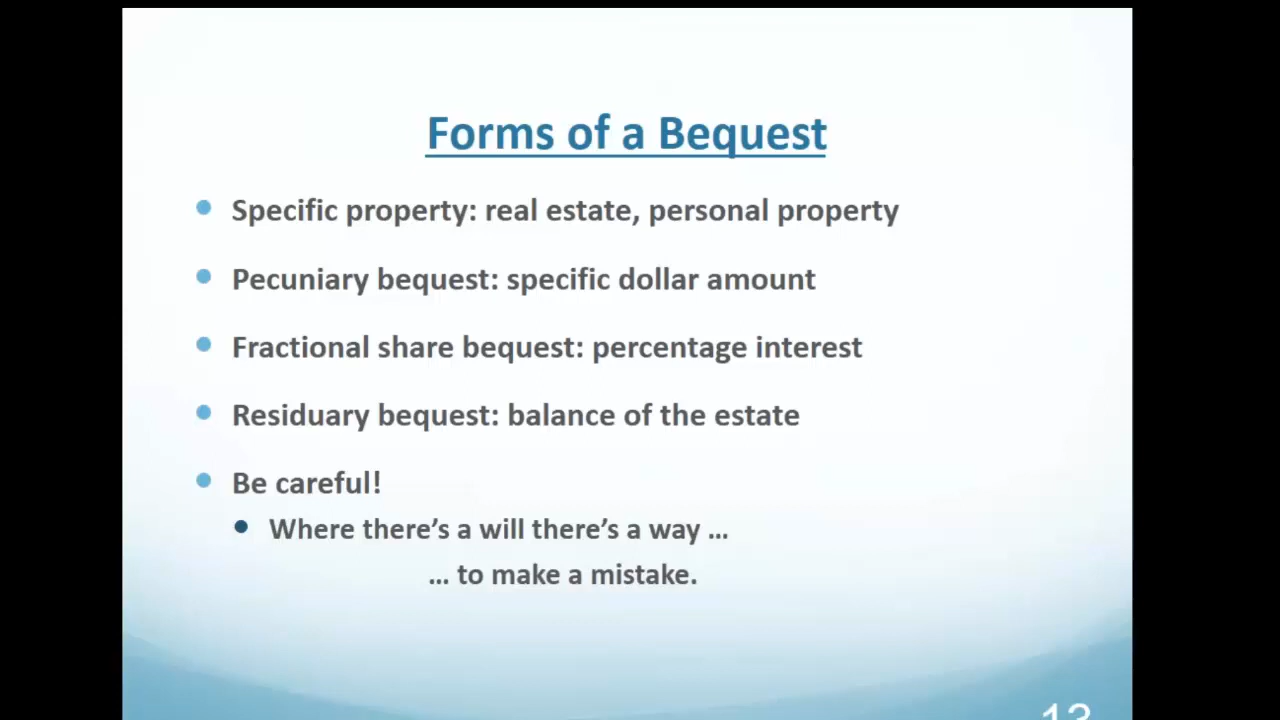 Forms of a Bequest
Specific property: real estate, personal property
Pecuniary bequest: specific dollar amount
Fractional share bequest: percentage interest
Residuary bequest: balance of the estate
Be careful!
Where there’s a will there’s a way …
… to make a mistake.